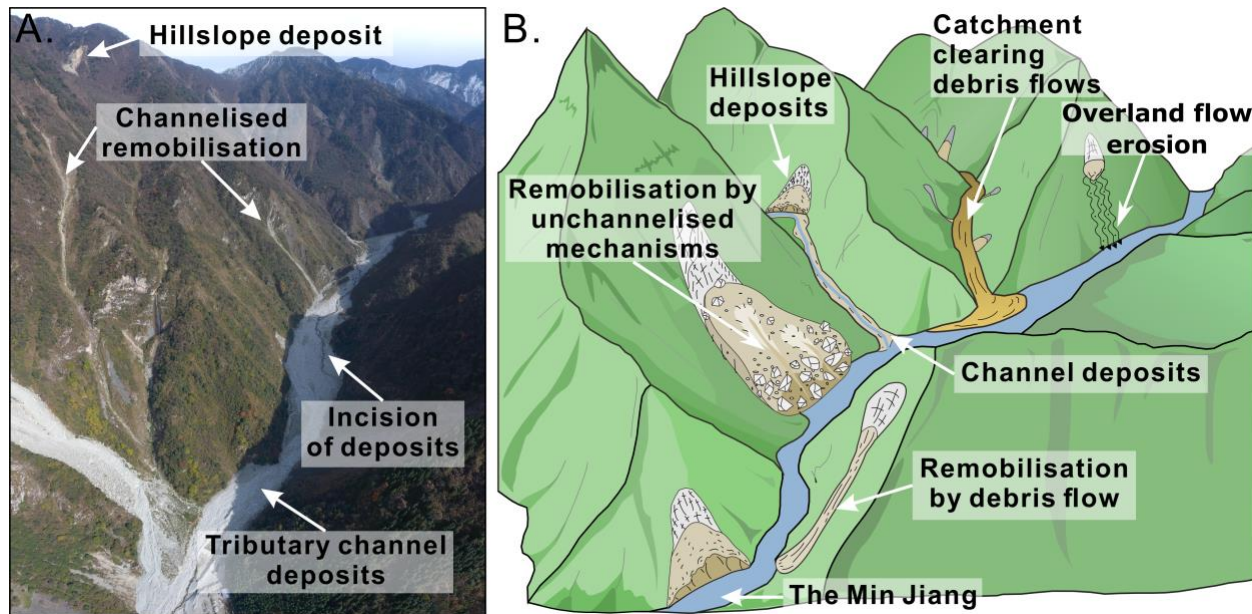 A.
Hillslope deposit
Channelised
remobilisation
Incision
of deposits
Tributary channel
deposits
B.
Catchment
clearing
debris flows
Hillslope
deposits
Overland flow
erosion
Remobilisation by
unchannelised
mechanisms
Channel deposits
Remobilisation
by debris flow
The Min Jiang